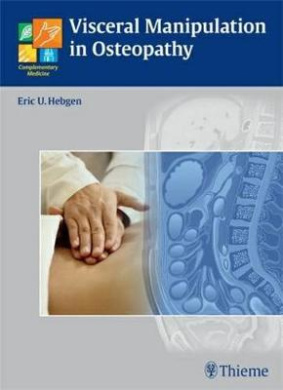 Visceral Manipulation
in Osteopathy
Complementary
Medicine
Eric U. Hebgen
Thieme